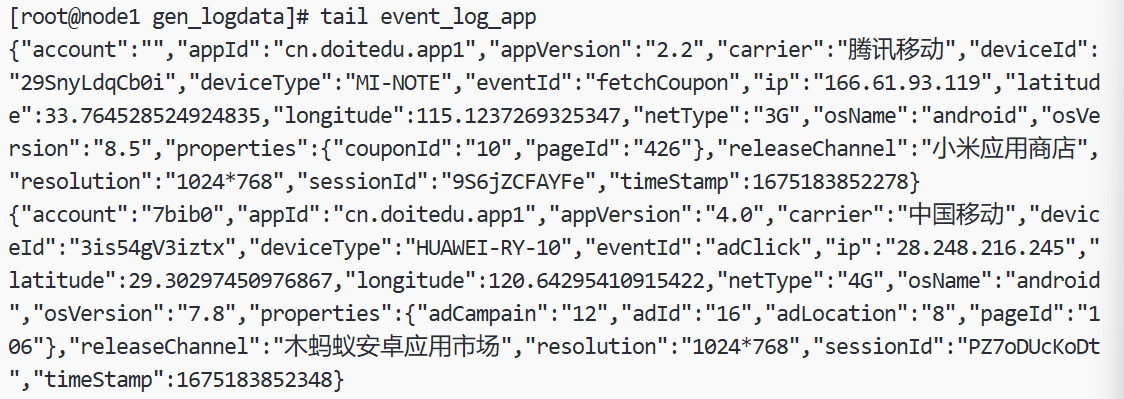 [root@node1 gen_logdata]# tail event_log_app
{"account":"","appId":"cn.doitedu.app1","appVersion":"2.2","carrier":"腾讯移动","deviceId":
"29SnyLdqCb0i","deviceType":"MI-NOTE","eventId":"fetchCoupon","ip":"166.61.93.119","latitud
e":33.764528524924835,"longitude":115.1237269325347,"netType":"3G","osName":"android","osVe
rsion":"8.5","properties":{"couponId":"10","pageId":"426"},"releaseChannel":"小米应用商店",
"resolution":"1024*768","sessionId":"9S6jZCFAYFe","timeStamp":1675183852278}
{"account":"7bib0","appId":"cn.doitedu.app1","appVersion":"4.0","carrier":"中国移动","devic
eId":"3is54gV3iztx","deviceType":"HUAWEI-RY-10","eventId":"adClick","ip":"28.248.216.245","
latitude":29.30297450976867,"longitude":120.64295410915422,"netType":"4G","osName":"android
","osVersion":"7.8","properties":{"adCampain":"12","adId":"16","adLocation":"8","pageId":"1
06"},"releaseChannel":"木蚂蚁安卓应用市场","resolution":"1024*768","sessionId":"PZ7oDUcKoDt
","timeStamp":1675183852348}